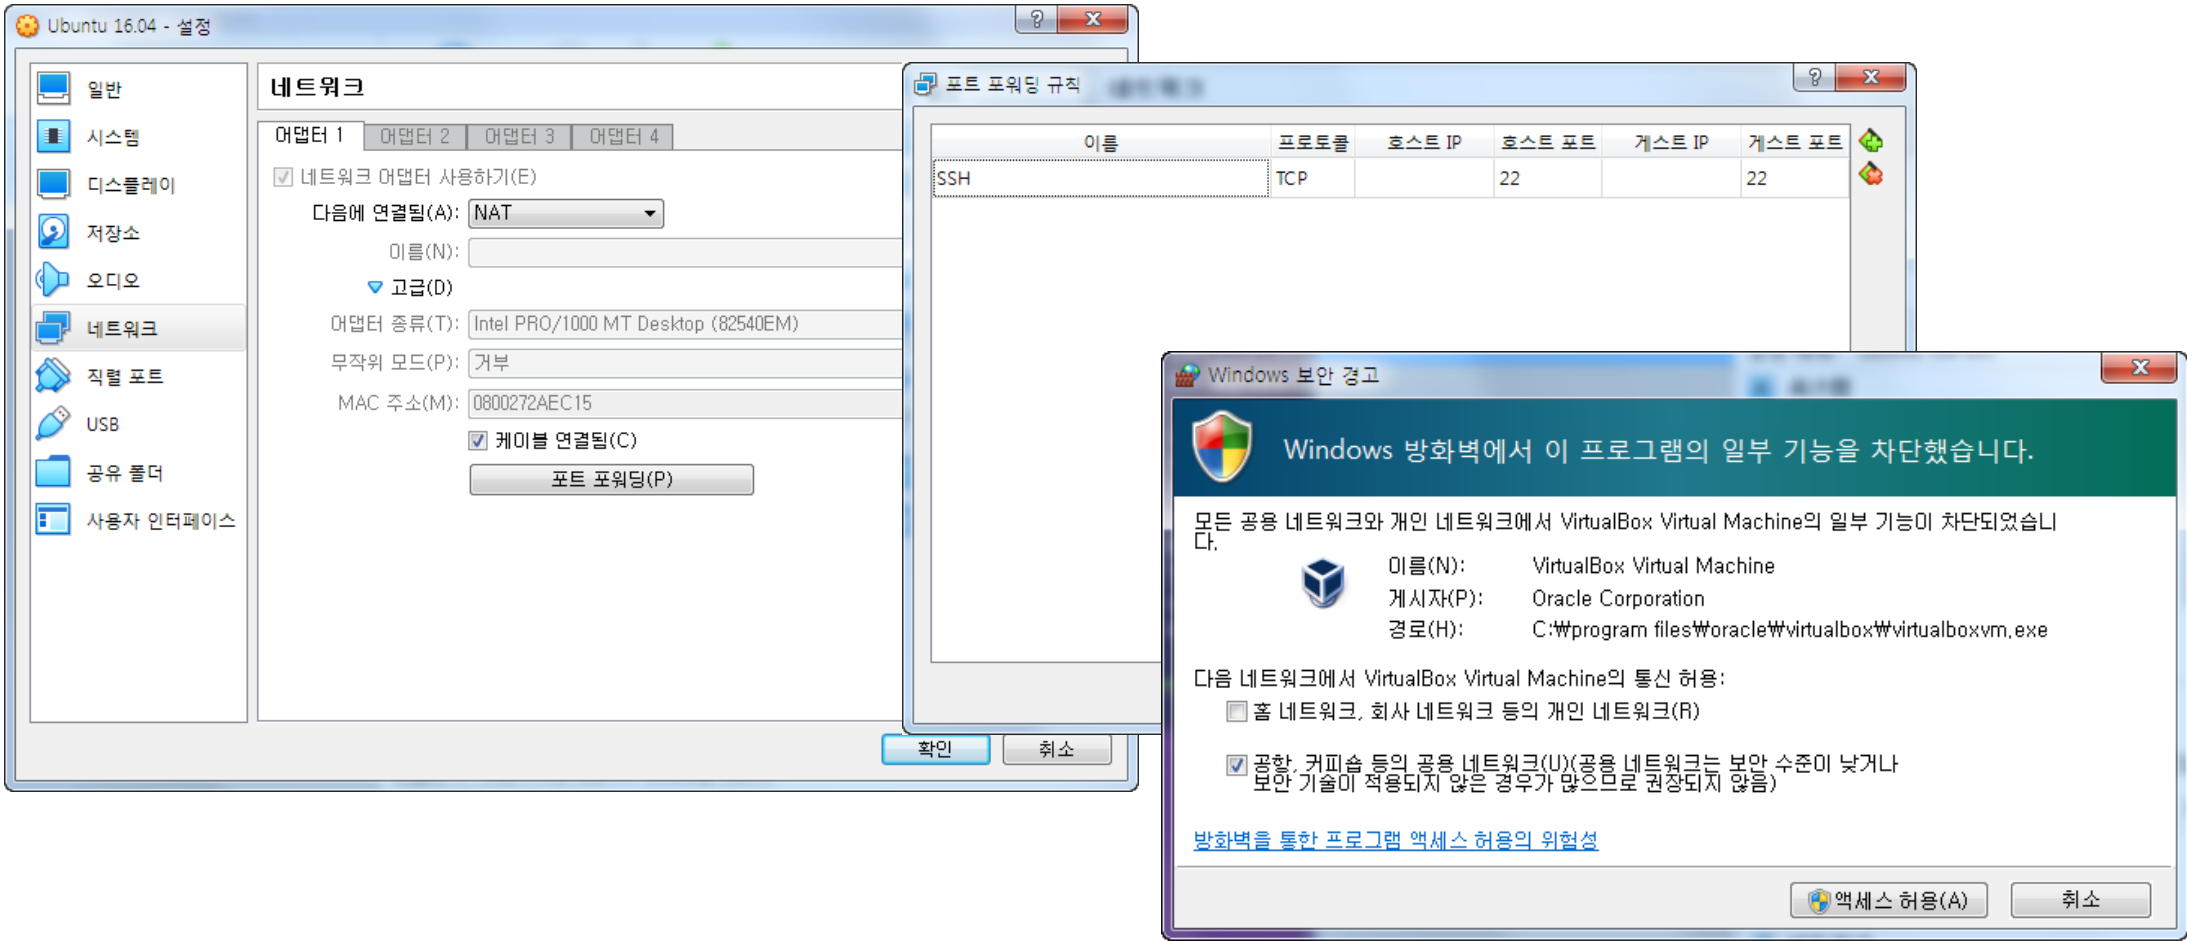 Ubuntu 16.04 - 설정
일반
시스템
디스플레이
저장소
오디오
네트워크
직렬 포트
USB
공유 폴더
사용자 인터페이스
네트워크
어댑터 1 어댑터 2 어댑터 3 어댑터 4
네트워크 어댑터 사용하기(E)
다음에 연결됨(A): NAT
이름(N):
고급(D)
어댑터 종류(T): Intel PRO/1000 MT Desktop (82540EM)
무작위 모드(P): 거부
MAC 주소(M): 0800272AEC15
케이블 연결됨(C)
포트 포워딩(P)
확인 취소
포트 포워딩 규칙
이름 프로토콜 호스트 IP 호스트 포트 게스트 IP 게스트 포트
SSH TCP 22 22
Windows 보안 경고
Windows 방화벽에서 이 프로그램의 일부 기능을 차단했습니다.
모든 공용 네트워크와 개인 네트워크에서 VirtualBox Virtual Machine의 일부 기능이 차단되었습니
다.
이름(N): VirtualBox Virtual Machine
게시자(P): Oracle Corporation
경로(H): C:₩program files₩oracle₩virtualbox₩virtualboxvm.exe
다음 네트워크에서 VirtualBox Virtual Machine의 통신 허용:
홈 네트워크, 회사 네트워크 등의 개인 네트워크(R)
공항, 커피숍 등의 공용 네트워크(U)(공용 네트워크는 보안 수준이 낮거나
보안 기술이 적용되지 않은 경우가 많으므로 권장되지 않음)
방화벽을 통한 프로그램 액세스 허용의 위험성
액세스 허용(A) 취소